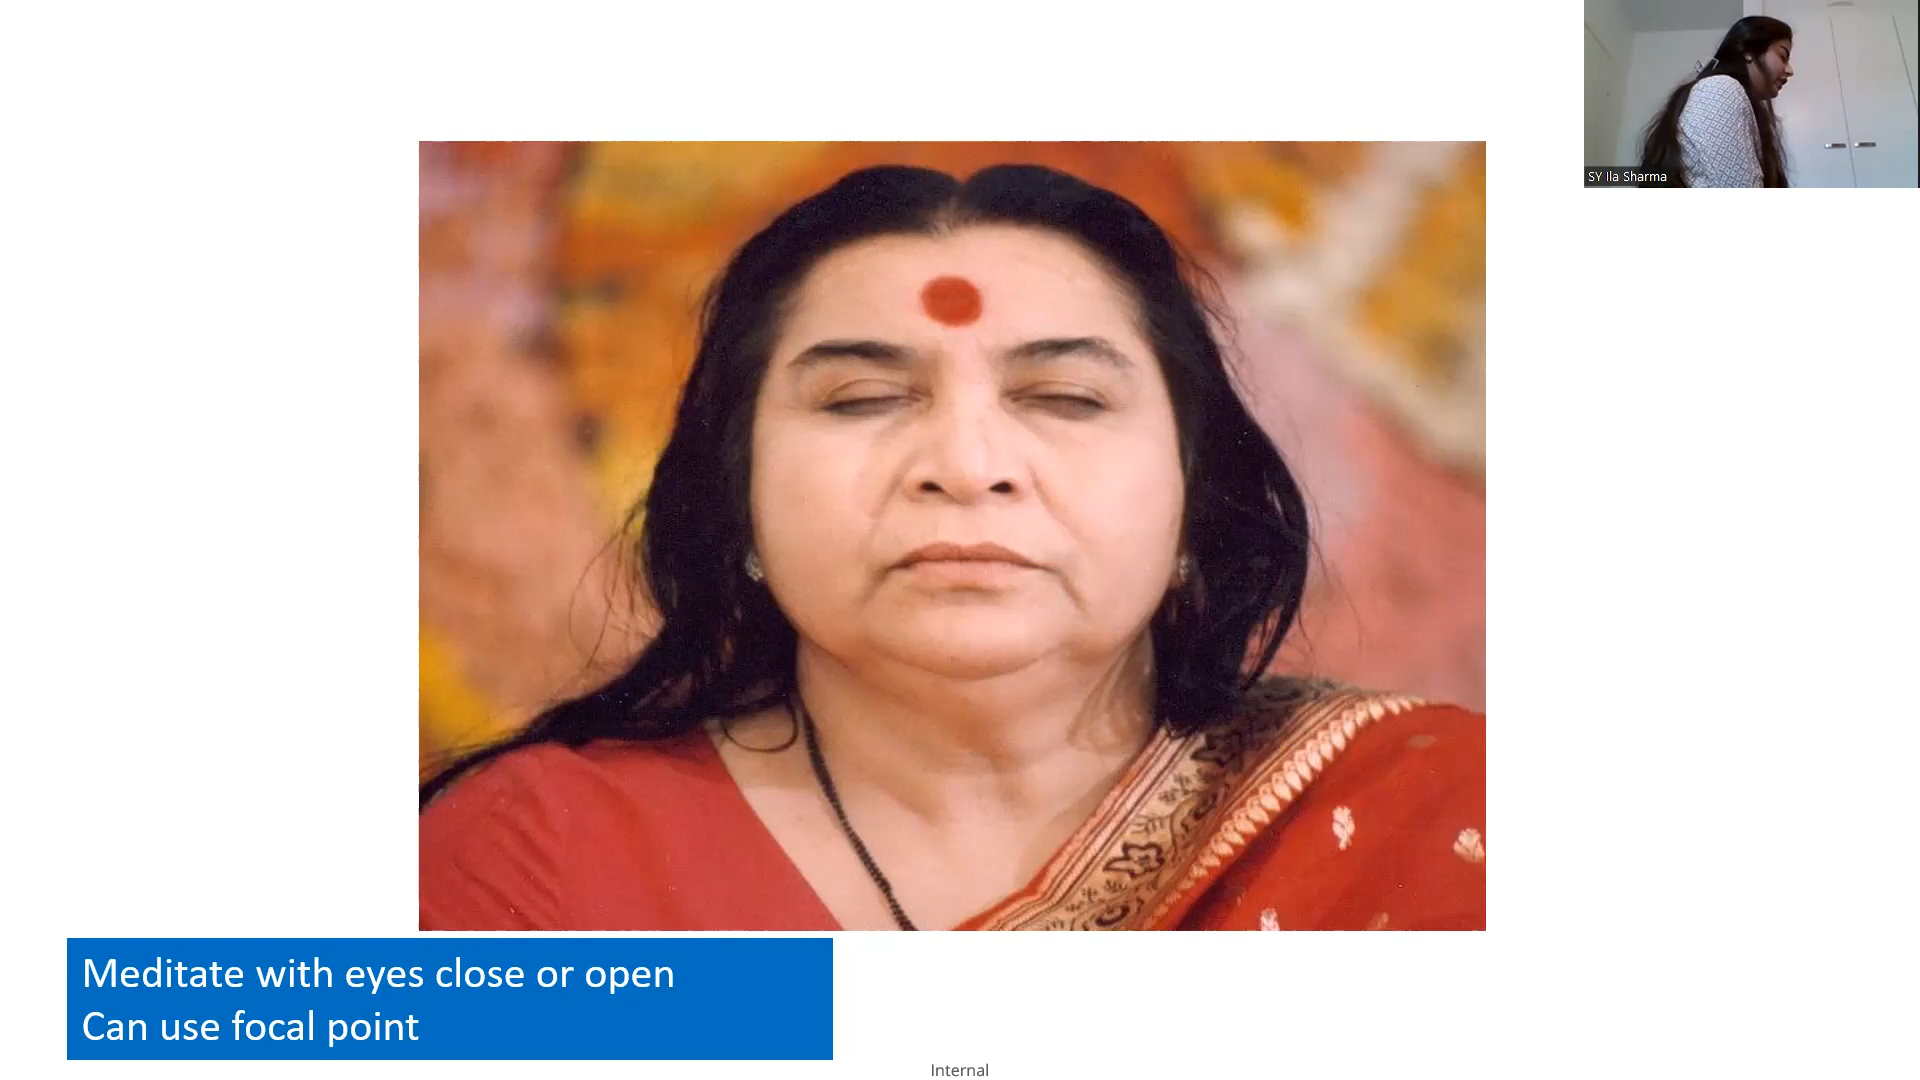 SY Ila Sharma
Meditate with eyes close or open
Can use focal point
Internal